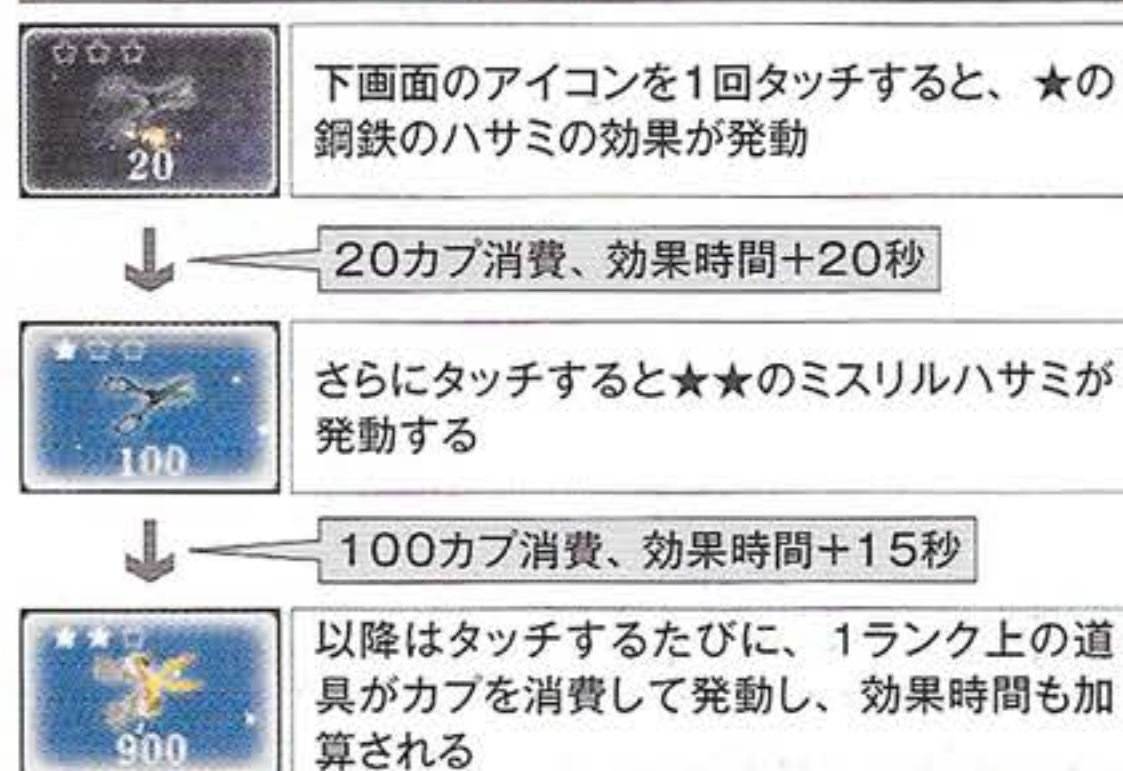 ☆☆☆
20
下画面のアイコンを1回タッチすると、★の
鋼鉄のハサミの効果が発動
20カプ消費、効果時間+20秒
★☆☆
100
さらにタッチすると★★のミスリルハサミが
発動する
100カプ消費、効果時間+15秒
★★☆
900
以降はタッチするたびに、1ランク上の道
具がカプを消費して発動し、効果時間も加
算される